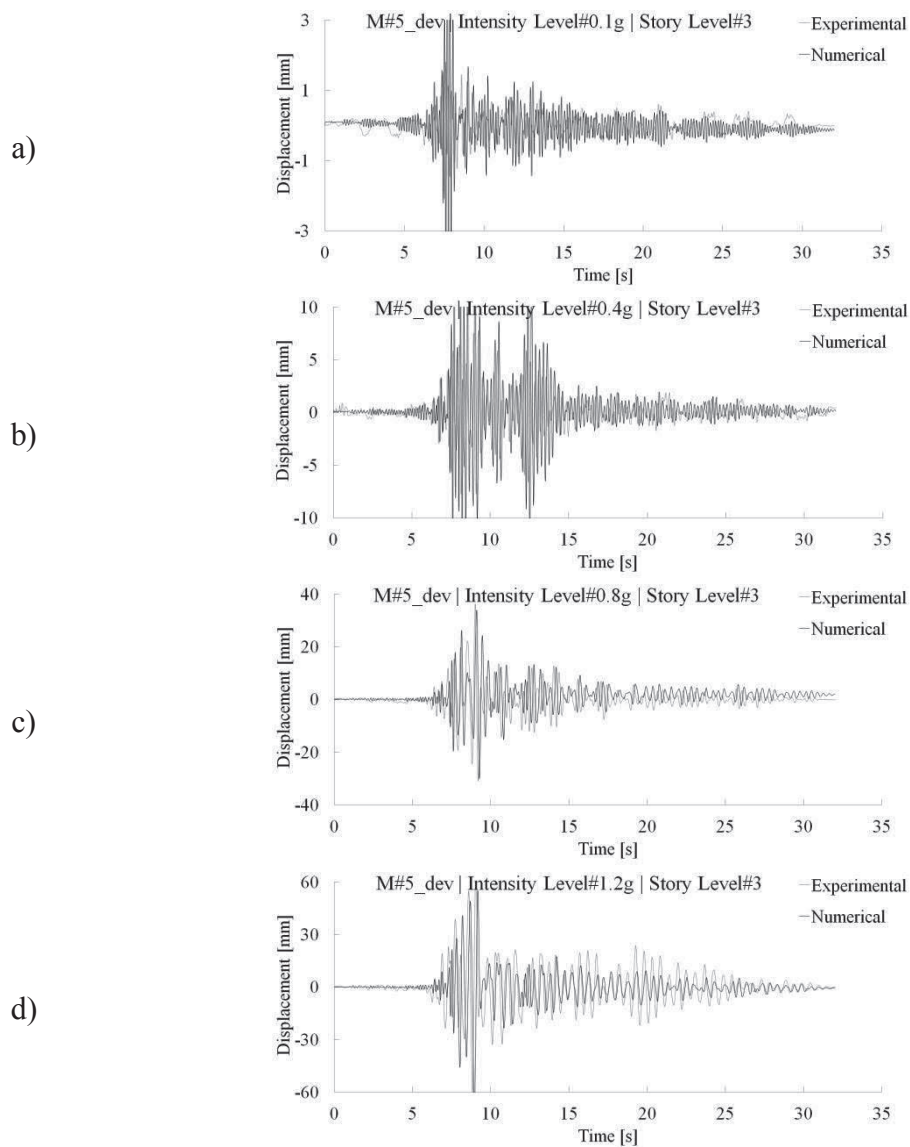 a)
M#5_dev | Intensity Level#0.1g | Story Level#3
Experimental
Numerical
Displacement [mm]
3
1
-1
-3
0 5 10 15 20 25 30 35
Time [s]
b)
M#5_dev | Intensity Level#0.4g | Story Level#3
Experimental
Numerical
Displacement [mm]
10
5
0
-5
-10
0 5 10 15 20 25 30 35
Time [s]
c)
M#5_dev | Intensity Level#0.8g | Story Level#3
Experimental
Numerical
Displacement [mm]
40
20
0
-20
-40
0 5 10 15 20 25 30 35
Time [s]
d)
M#5_dev | Intensity Level#1.2g | Story Level#3
Experimental
Numerical
Displacement [mm]
60
30
0
-30
-60
0 5 10 15 20 25 30 35
Time [s]